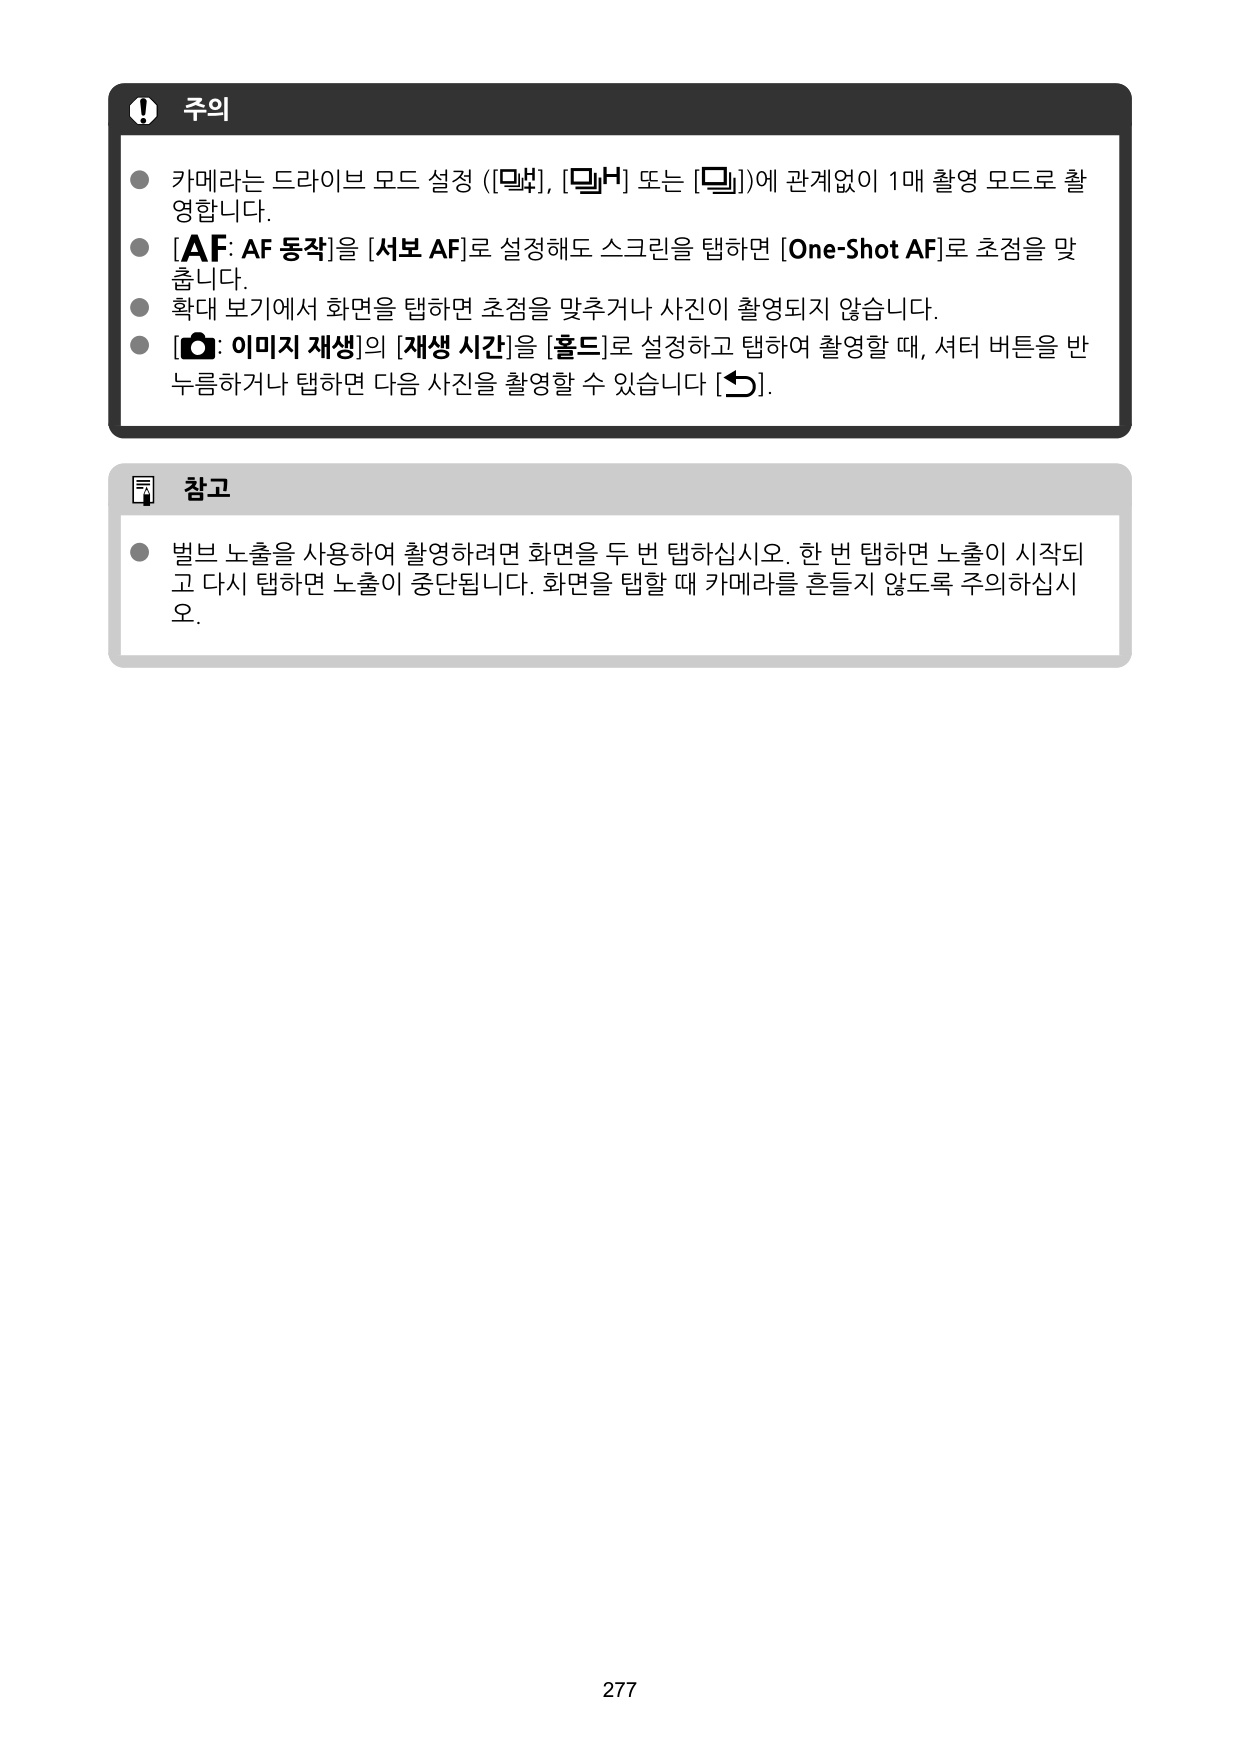 주의
카메라는 드라이브 모드 설정 ([H+], [H] 또는 [])에 관계없이 1매 촬영 모드로 촬
영합니다.
[AF: AF 동작]을 [서보 AF]로 설정해도 스크린을 탭하면 [One-Shot AF]로 초점을 맞
춥니다.
확대 보기에서 화면을 탭하면 초점을 맞추거나 사진이 촬영되지 않습니다.
[: 이미지 재생]의 [재생 시간]을 [홀드]로 설정하고 탭하여 촬영할 때, 셔터 버튼을 반
누름하거나 탭하면 다음 사진을 촬영할 수 있습니다 [].
참고
벌브 노출을 사용하여 촬영하려면 화면을 두 번 탭하십시오. 한 번 탭하면 노출이 시작되
고 다시 탭하면 노출이 중단됩니다. 화면을 탭할 때 카메라를 흔들지 않도록 주의하십시
오.
277